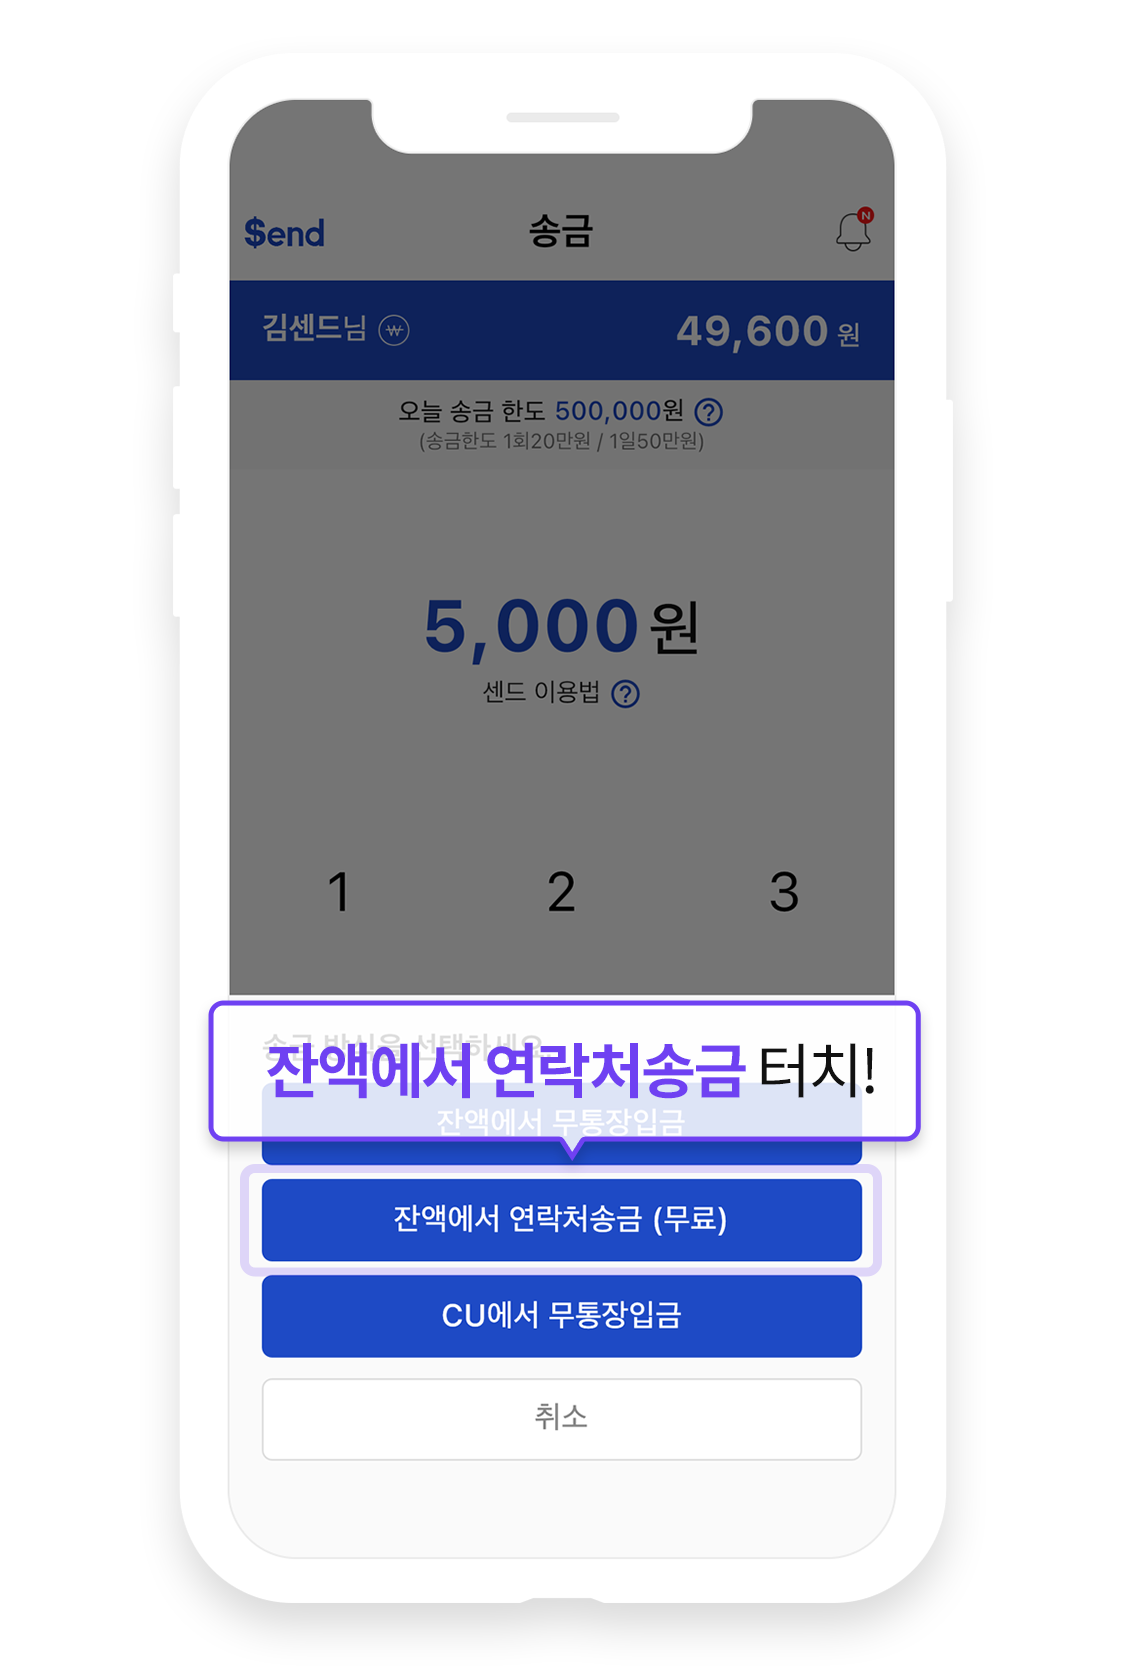 $end
송금
N
김센드님 ₩
49,600 원
오늘 송금 한도 500,000원 ?
(송금한도 1회20만원 / 1일50만원)
5,000원
센드 이용법 ?
1 2 3
송금 방식을 선택하세요
잔액에서 연락처송금 터치!
잔액에서 무통장입금
잔액에서 연락처송금 (무료)
CU에서 무통장입금
취소